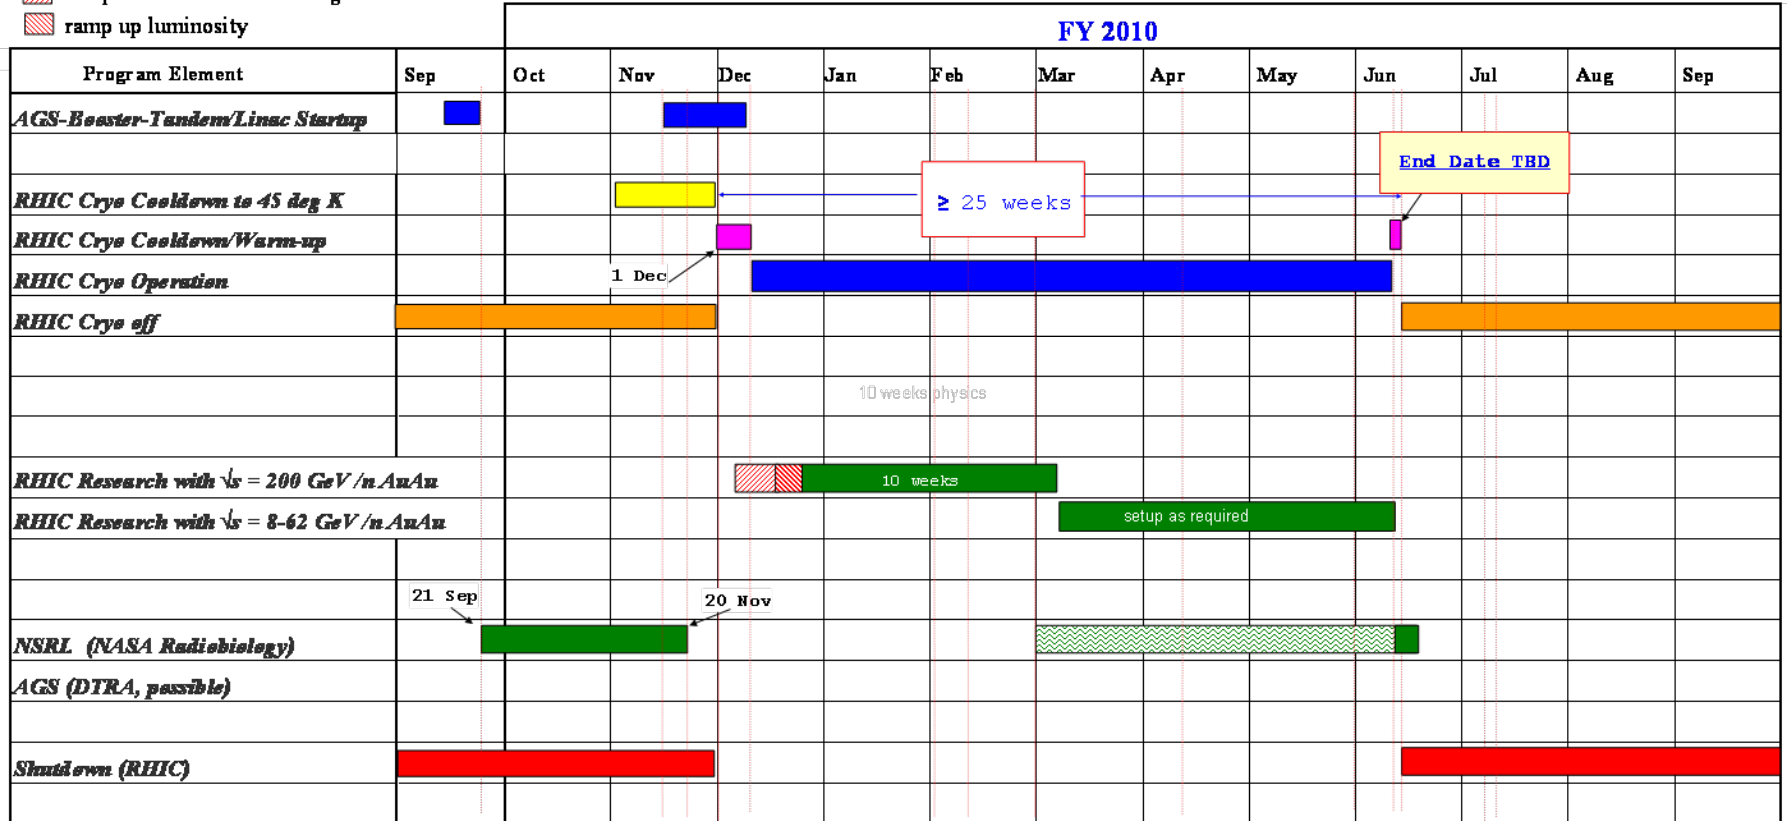 ramp up luminosity
FY 2010
Program Element Sep Oct Nov Dec Jan Feb Mar Apr May Jun Jul Aug Sep
AGS-Booster-Tandem/Linac Startup
End Date TBD
RHIC Cryo Cooldown to 45 deg K
≥ 25 weeks
RHIC Cryo Cooldown/Warm-up
1 Dec
RHIC Cryo Operation
RHIC Cryo off
10 weeks physics
RHIC Research with √s = 200 GeV/n AuAu
10 weeks
RHIC Research with √s = 8-62 GeV/n AuAu
setup as required
21 Sep
20 Nov
NSRL (NASA Radiobiology)
AGS (DTRA, possible)
Shutdown (RHIC)